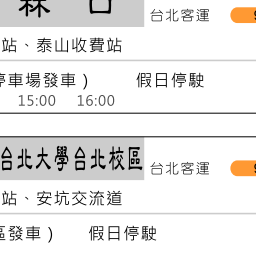 台北客運
站、泰山收費站
停車場發車） 假日停駛
15:00 16:00
台北大學台北校區
台北客運
站、安坑交流道
區發車） 假日停駛